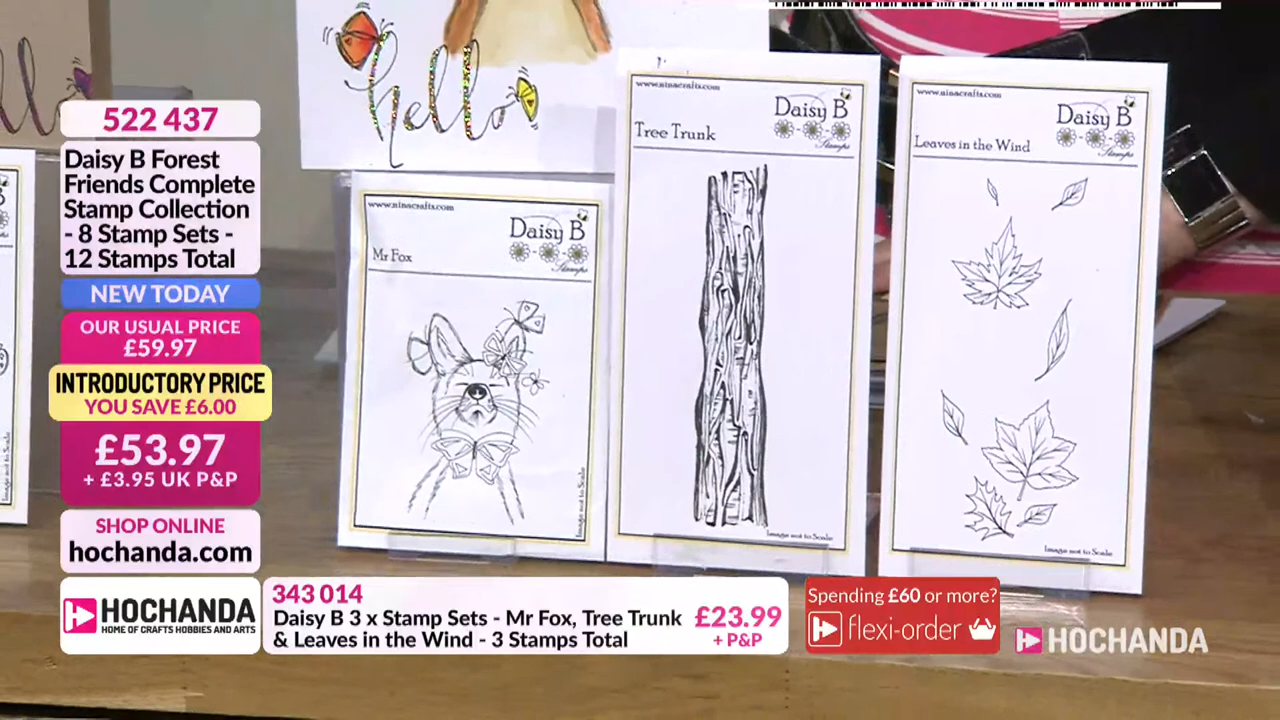 522 437
Daisy B Forest
Friends Complete
Stamp Collection
- 8 Stamp Sets -
12 Stamps Total
NEW TODAY
OUR USUAL PRICE
£59.97
INTRODUCTORY PRICE
YOU SAVE £6.00
£53.97
+ £3.95 UK P&P
SHOP ONLINE
hochanda.com
HOCHANDA
HOME OF CRAFTS HOBBIES AND ARTS
343 014
Daisy B 3 x Stamp Sets - Mr Fox, Tree Trunk
& Leaves in the Wind - 3 Stamps Total
£23.99
+ P&P
Spending £60 or more?
flexi-order
HOCHANDA
hello
www.ninacrafts.com
Daisy B
Stamps
Mr Fox
Image not to Scale
www.ninacrafts.com
Daisy B
Stamps
Tree Trunk
Image not to Scale
www.ninacrafts.com
Daisy B
Stamps
Leaves in the Wind
Image not to Scale